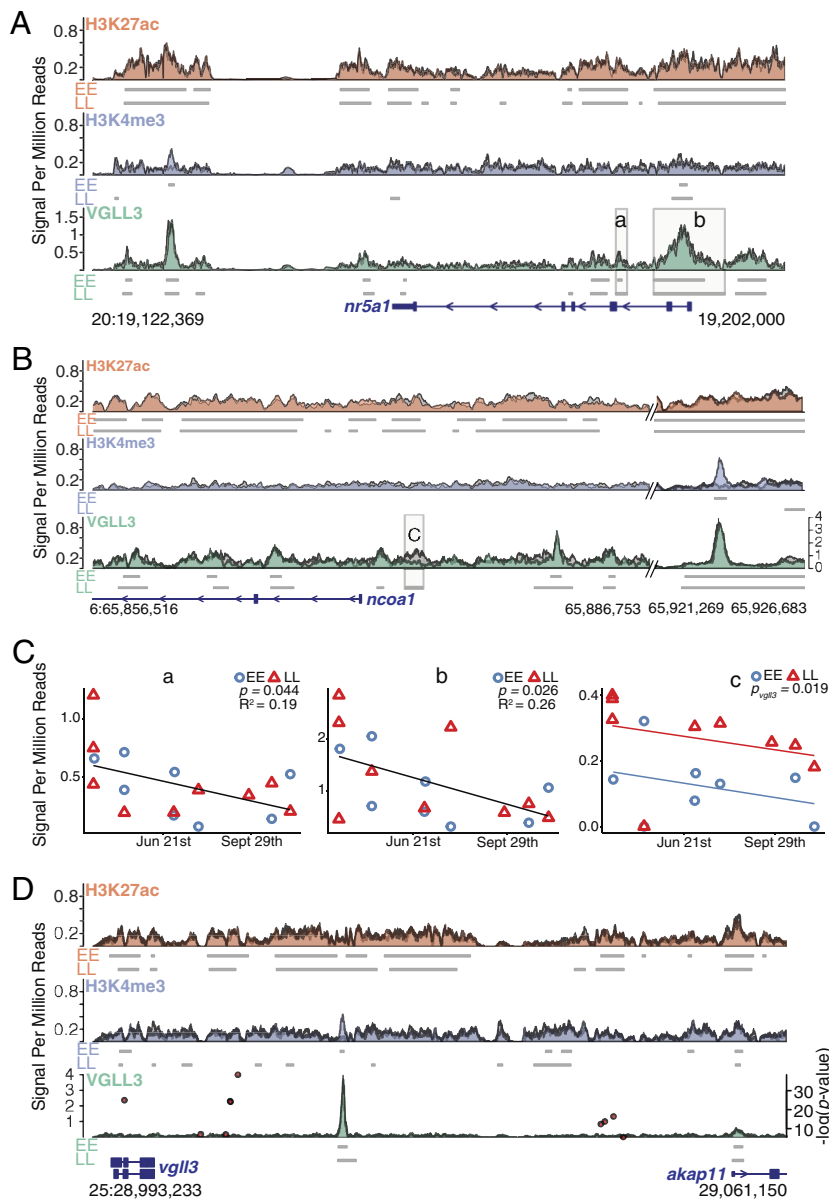 A
H3K27ac
0.8
0.2
EE
LL
H3K4me3
0.8
0.2
EE
LL
VGLL3
1.5
0.5
a
b
EE
LL
Signal Per Million Reads
nr5a1
20:19,122,369 19,202,000
B
H3K27ac
0.8
0.2
EE
LL
H3K4me3
0.8
0.2
EE
LL
VGLL3
0.8
0.2
C
4
3
2
1
0
EE
LL
Signal Per Million Reads
ncoa1
6:65,856,516 65,886,753 65,921,269 65,926,683
C
Signal Per Million Reads
a
EE LL
p = 0.044
R² = 0.19
1.0
0.5
Jun 21st Sept 29th
b
EE LL
p = 0.026
R² = 0.26
2
1
Jun 21st Sept 29th
c
EE LL
pvgll3 = 0.019
0.4
0.2
0.0
Jun 21st Sept 29th
D
H3K27ac
0.8
0.2
EE
LL
H3K4me3
0.8
0.2
EE
LL
VGLL3
4
3
2
1
30
20
10
-log(p-value)
EE
LL
Signal Per Million Reads
vgll3 akap11
25:28,993,233 29,061,150